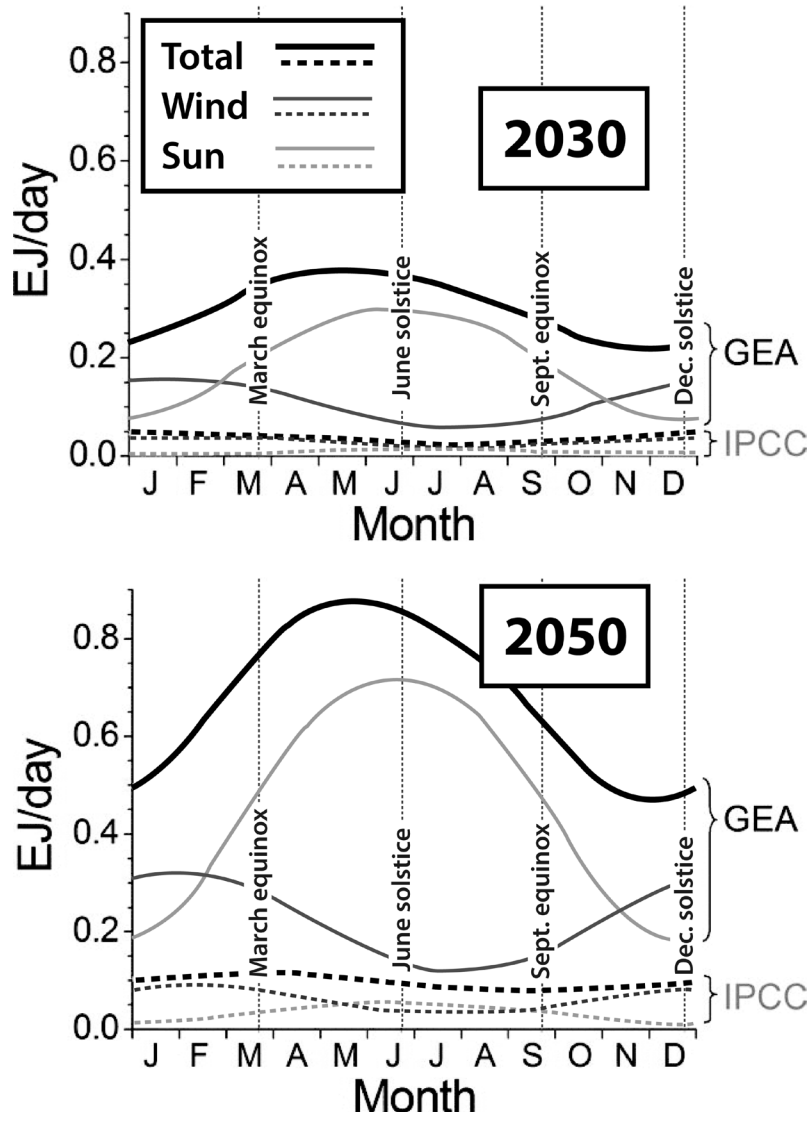 Total
Wind
Sun
2030
EJ/day
0.8
0.6
0.4
0.2
0.0
March equinox
June solstice
Sept. equinox
Dec. solstice
GEA
IPCC
J F M A M J J A S O N D
Month
2050
EJ/day
0.8
0.6
0.4
0.2
0.0
March equinox
June solstice
Sept. equinox
Dec. solstice
GEA
IPCC
J F M A M J J A S O N D
Month